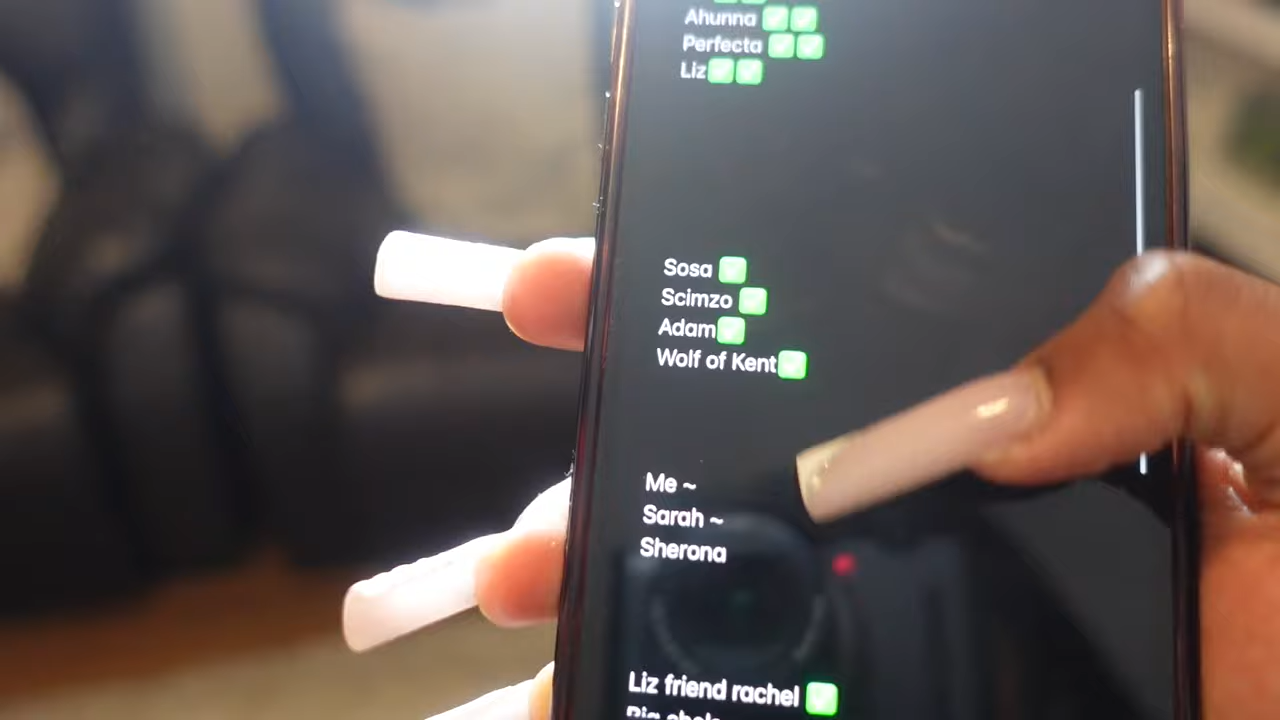 Ahunna ✅✅
Perfecta ✅✅
Liz✅✅
Sosa ✅
Scimzo ✅
Adam✅
Wolf of Kent✅
Me ~
Sarah ~
Sherona
Liz friend rachel ✅